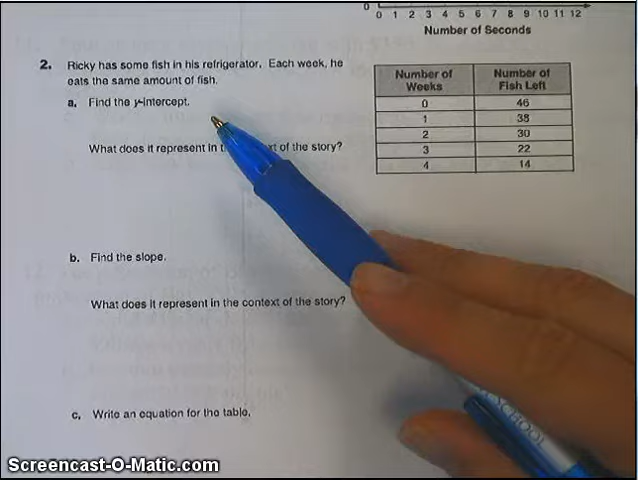 0
0 1 2 3 4 5 6 7 8 9 10 11 12
Number of Seconds
2. Ricky has some fish in his refrigerator. Each week, he
eats the same amount of fish.
a. Find the y-intercept.
What does it represent in of the story?
Number of Weeks Number of Fish Left
0 46
1 38
2 30
3 22
4 14
b. Find the slope.
What does it represent in the context of the story?
c. Write an equation for the table.
SCHOOL
Screencast-O-Matic.com